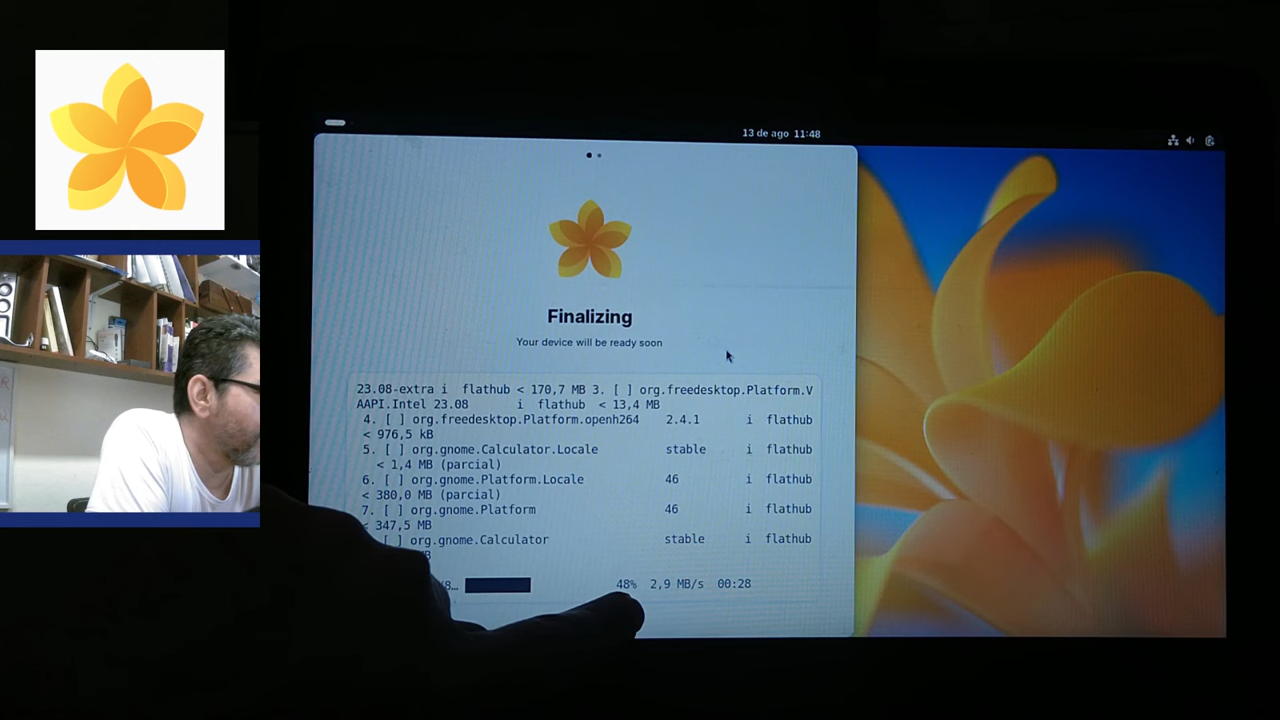 13 de ago 11:48
Finalizing
Your device will be ready soon
23.08-extra i flathub < 170,7 MB 3. [ ] org.freedesktop.Platform.V
AAPI.Intel 23.08 i flathub < 13,4 MB
4. [ ] org.freedesktop.Platform.openh264 2.4.1 i flathub
< 976,5 kB
5. [ ] org.gnome.Calculator.Locale stable i flathub
< 1,4 MB (parcial)
6. [ ] org.gnome.Platform.Locale 46 i flathub
< 380,0 MB (parcial)
7. [ ] org.gnome.Platform 46 i flathub
< 347,5 MB
[ ] org.gnome.Calculator stable i flathub
48% 2,9 MB/s 00:28